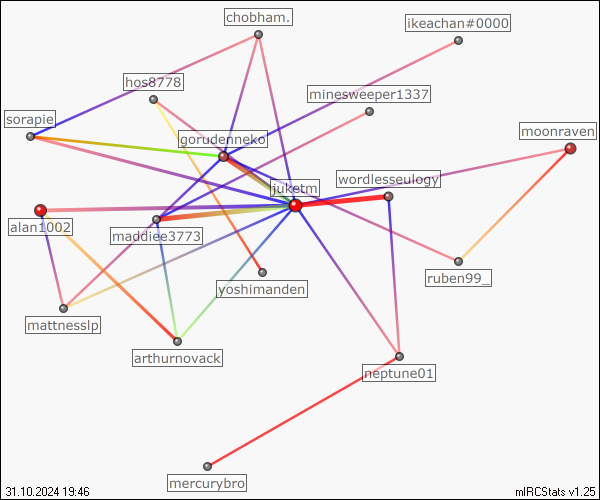 chobham.
ikeachan#0000
hos8778
minesweeper1337
sorapie
gorudenneko
moonraven
juketm
wordlesseulogy
alan1002
maddiee3773
yoshimanden
ruben99_
mattnesslp
arthurnovack
neptune01
mercurybro
31.10.2024 19:46
mIRCStats v1.25